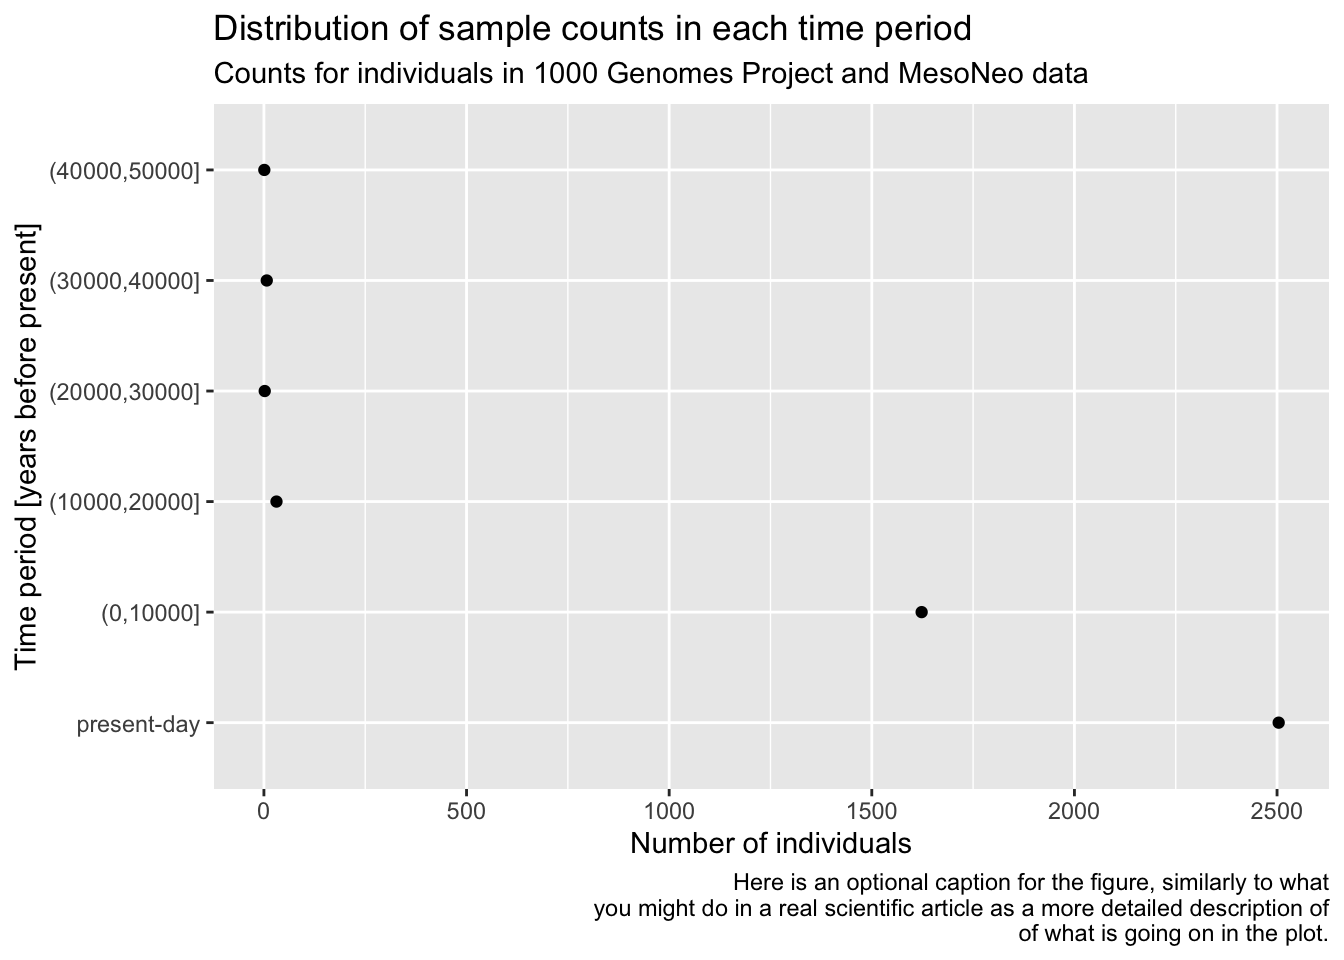 Distribution of sample counts in each time period
Counts for individuals in 1000 Genomes Project and MesoNeo data
Time period [years before present]
(40000,50000]
(30000,40000]
(20000,30000]
(10000,20000]
(0,10000]
present-day
0 500 1000 1500 2000 2500
Number of individuals
Here is an optional caption for the figure, similarly to what
you might do in a real scientific article as a more detailed description of
of what is going on in the plot.